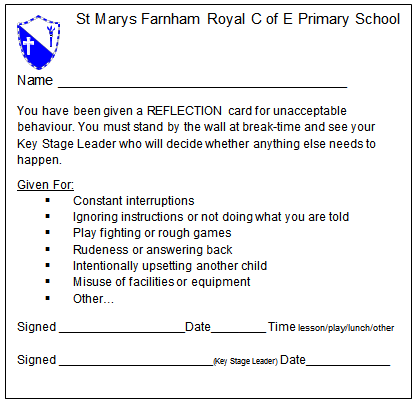 St Marys Farnham Royal C of E Primary School
Name ___________________________________
You have been given a REFLECTION card for unacceptable
behaviour. You must stand by the wall at break-time and see your
Key Stage Leader who will decide whether anything else needs to
happen.
Given For:
▪ Constant interruptions
▪ Ignoring instructions or not doing what you are told
▪ Play fighting or rough games
▪ Rudeness or answering back
▪ Intentionally upsetting another child
▪ Misuse of facilities or equipment
▪ Other…
Signed __________________Date________ Time lesson/play/lunch/other
Signed ______________________(Key Stage Leader) Date____________